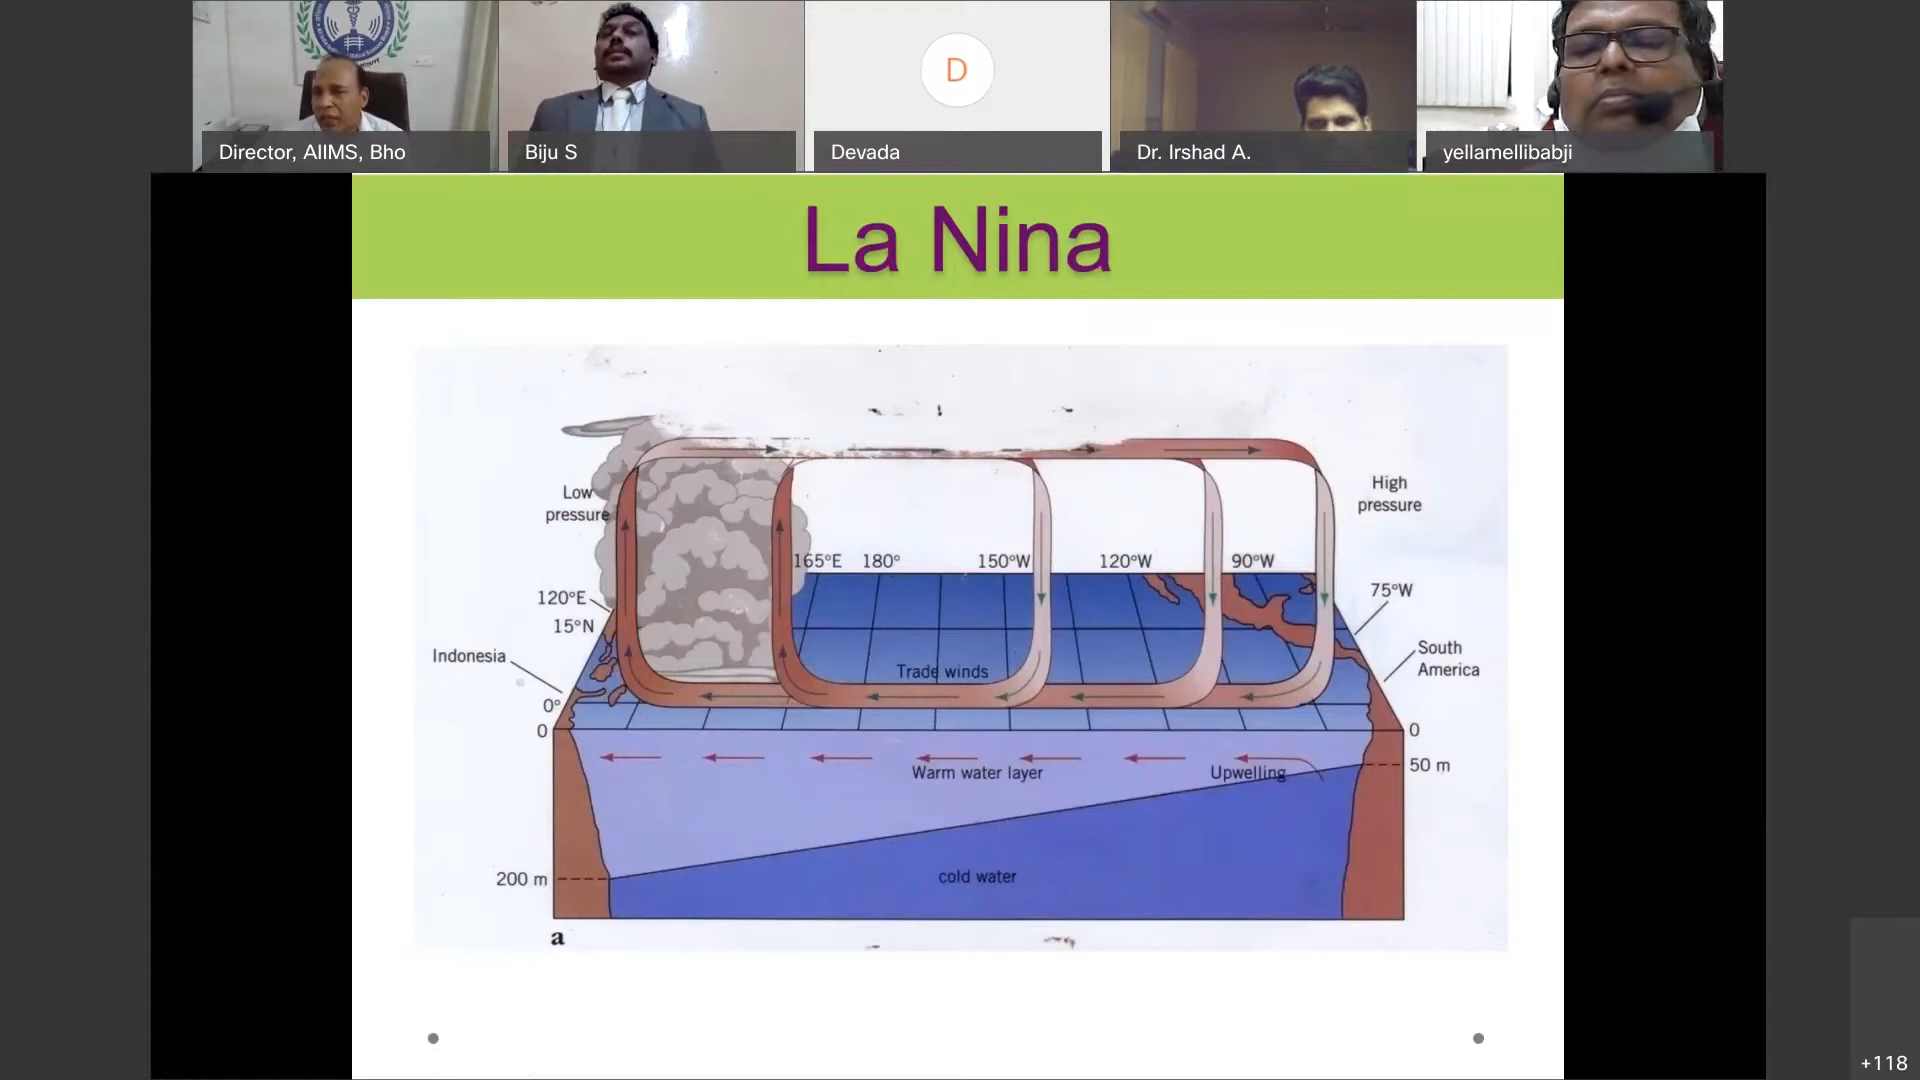 Director, AIIMS, Bho
Biju S
D
Devada
Dr. Irshad A.
yellamellibabji
La Nina
Low
pressure
High
pressure
165°E 180° 150°W 120°W 90°W
120°E
75°W
15°N
Indonesia
South
America
Trade winds
0°
0
0
Warm water layer
Upwelling
50 m
200 m
cold water
a
+118